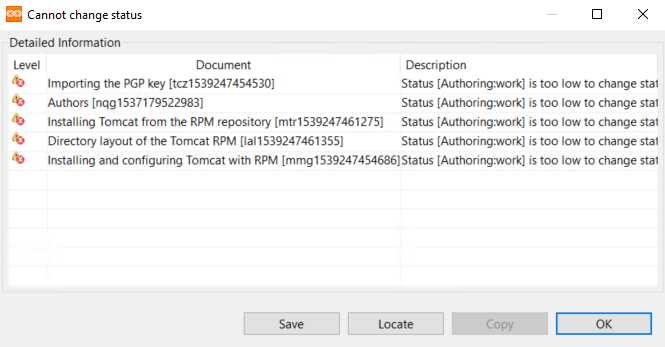 Cannot change status
Detailed Information
Level Document Description
Importing the PGP key [tcz1539247454530] Status [Authoring:work] is too low to change stat
Authors [nqg1537179522983] Status [Authoring:work] is too low to change stat
Installing Tomcat from the RPM repository [mtr1539247461275] Status [Authoring:work] is too low to change stat
Directory layout of the Tomcat RPM [lal1539247461355] Status [Authoring:work] is too low to change stat
Installing and configuring Tomcat with RPM [mmg1539247454686] Status [Authoring:work] is too low to change stat
Save Locate Copy OK